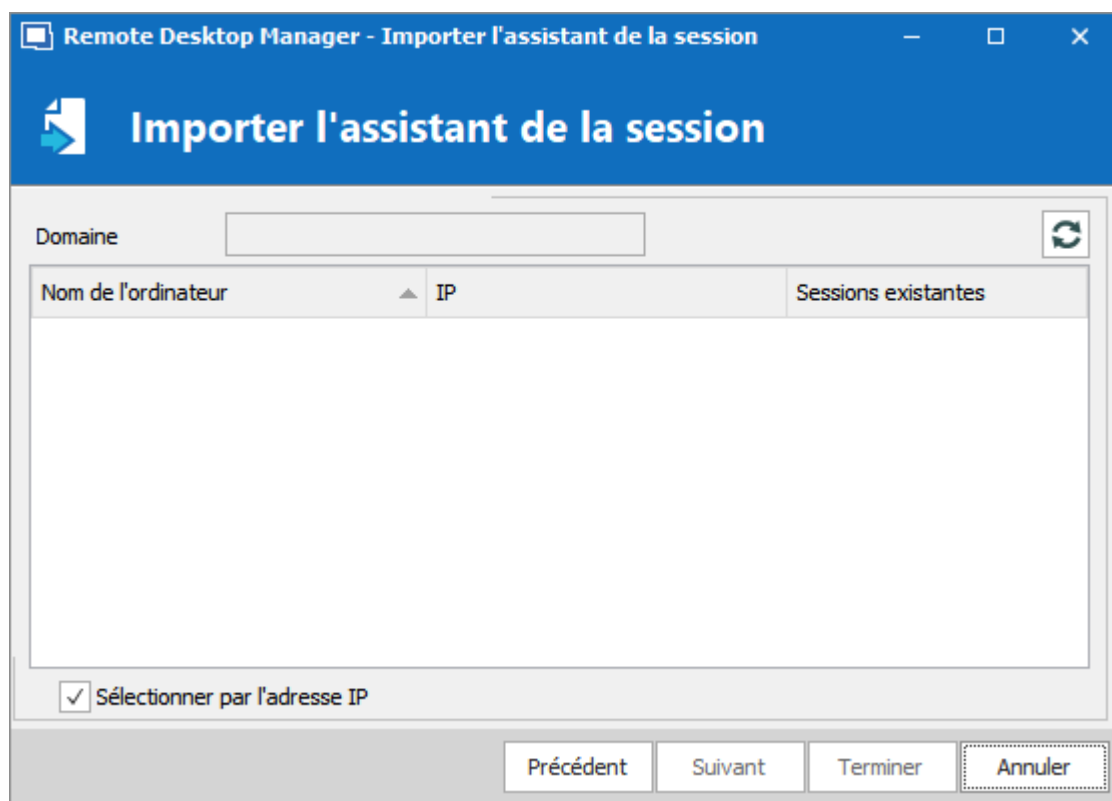 Remote Desktop Manager - Importer l'assistant de la session
Importer l'assistant de la session
Domaine
Nom de l'ordinateur IP Sessions existantes
Sélectionner par l'adresse IP
Précédent Suivant Terminer Annuler